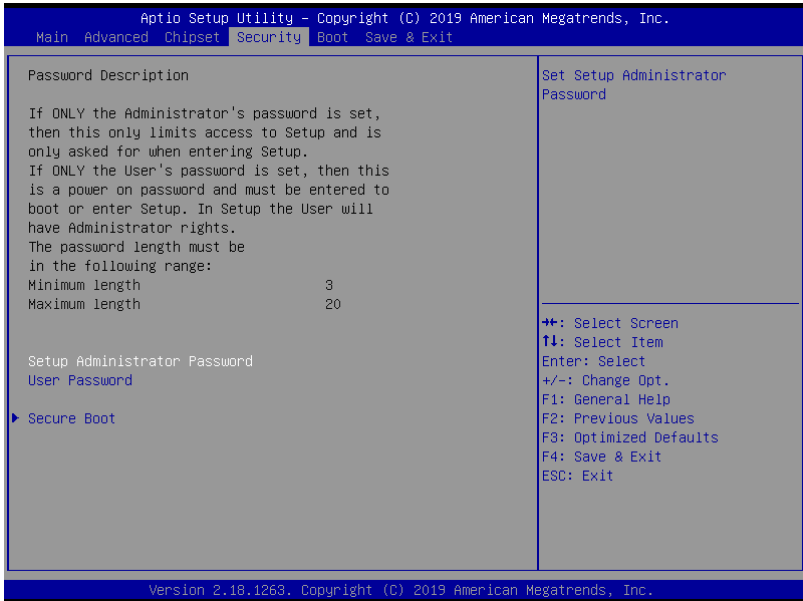 Aptio Setup Utility – Copyright (C) 2019 American Megatrends, Inc.
Main Advanced Chipset Security Boot Save & Exit
Password Description
If ONLY the Administrator's password is set,
then this only limits access to Setup and is
only asked for when entering Setup.
If ONLY the User's password is set, then this
is a power on password and must be entered to
boot or enter Setup. In Setup the User will
have Administrator rights.
The password length must be
in the following range:
Minimum length 3
Maximum length 20
Setup Administrator Password
User Password
Secure Boot
Set Setup Administrator
Password
→←: Select Screen
↑↓: Select Item
Enter: Select
+/-: Change Opt.
F1: General Help
F2: Previous Values
F3: Optimized Defaults
F4: Save & Exit
ESC: Exit
Version 2.18.1263. Copyright (C) 2019 American Megatrends, Inc.